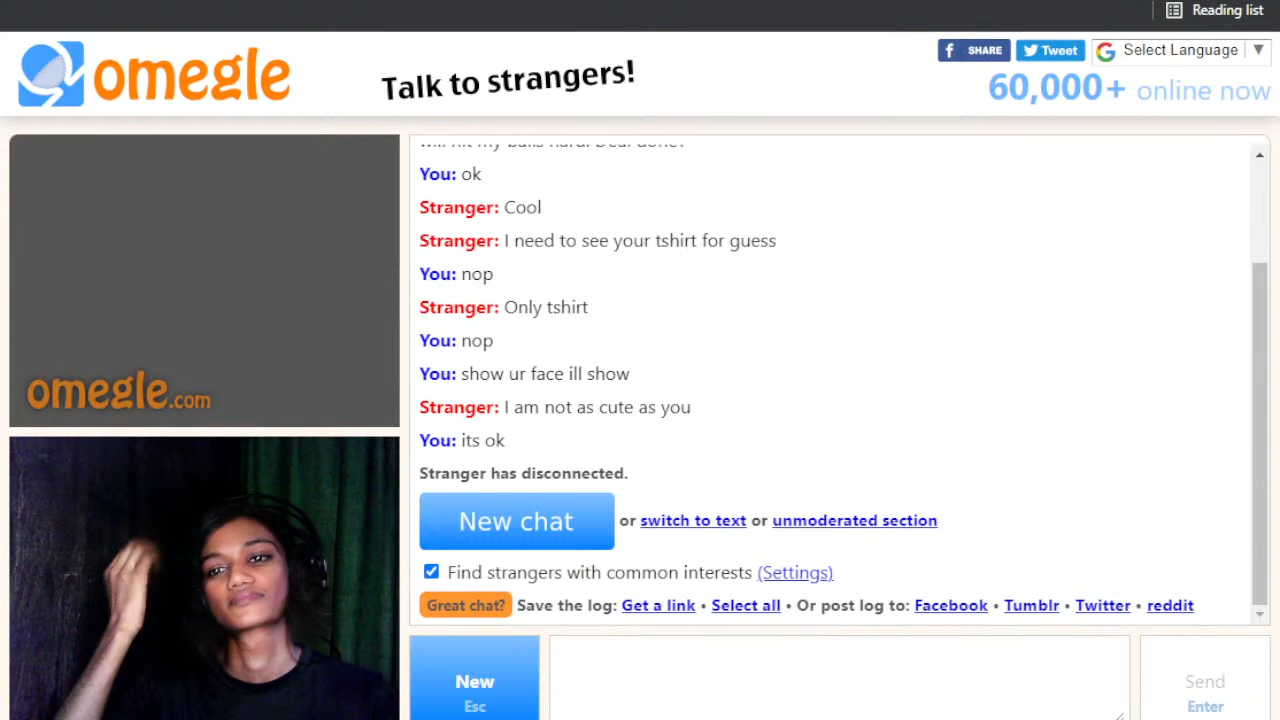 Reading list
omegle
Talk to strangers!
SHARE
Tweet
Select Language
60,000+ online now
You: ok
Stranger: Cool
Stranger: I need to see your tshirt for guess
You: nop
Stranger: Only tshirt
You: nop
You: show ur face ill show
Stranger: I am not as cute as you
You: its ok
Stranger has disconnected.
New chat or switch to text or unmoderated section
Find strangers with common interests (Settings)
Great chat? Save the log: Get a link • Select all • Or post log to: Facebook • Tumblr • Twitter • reddit
omegle.com
New
Esc
Send
Enter